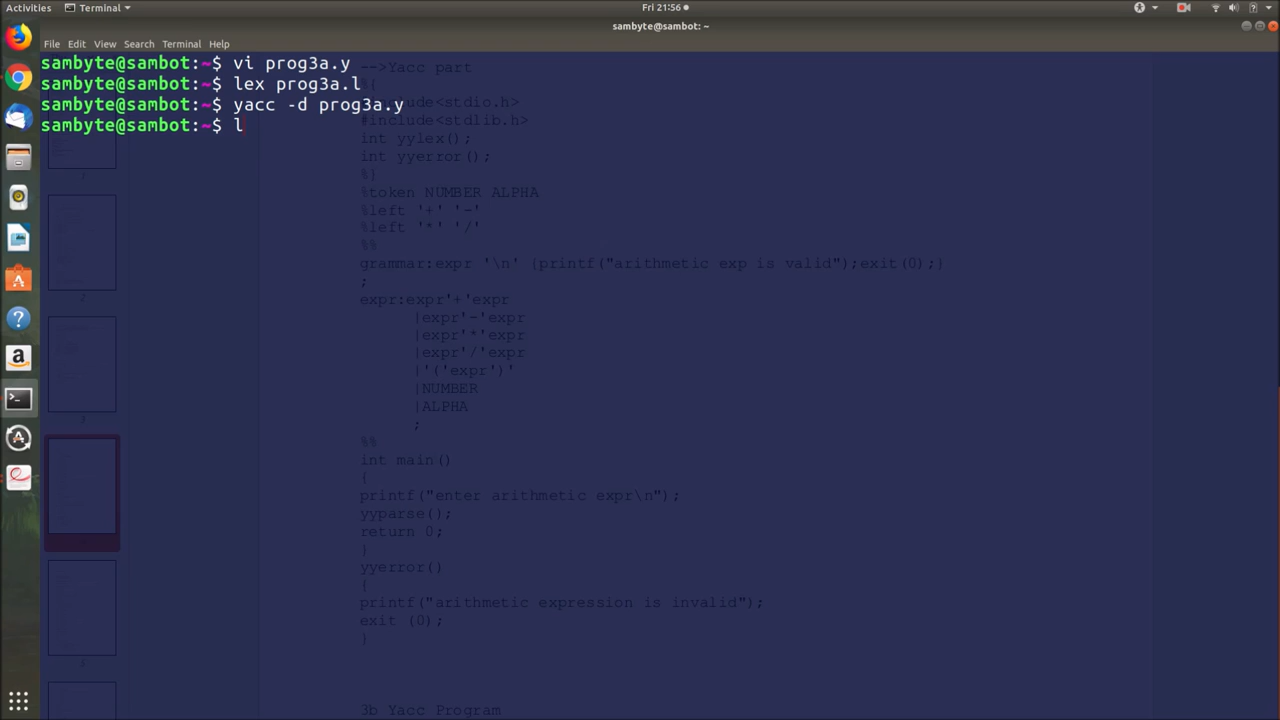 Activities Terminal Fri 21:56
sambyte@sambot: ~
File Edit View Search Terminal Help
sambyte@sambot:~$ vi prog3a.y
sambyte@sambot:~$ lex prog3a.l
sambyte@sambot:~$ yacc -d prog3a.y
sambyte@sambot:~$ l
-->Yacc part
%{
#include<stdio.h>
#include<stdlib.h>
int yylex();
int yyerror();
%}
%token NUMBER ALPHA
%left '+' '-'
%left '*' '/'
%%
grammar:expr '\n' {printf("arithmetic exp is valid");exit(0);}
;
expr:expr'+'expr
|expr'-'expr
|expr'*'expr
|expr'/'expr
|'('expr')'
|NUMBER
|ALPHA
;
%%
int main()
{
printf("enter arithmetic expr\n");
yyparse();
return 0;
}
yyerror()
{
printf("arithmetic expression is invalid");
exit (0);
}
3b Yacc Program